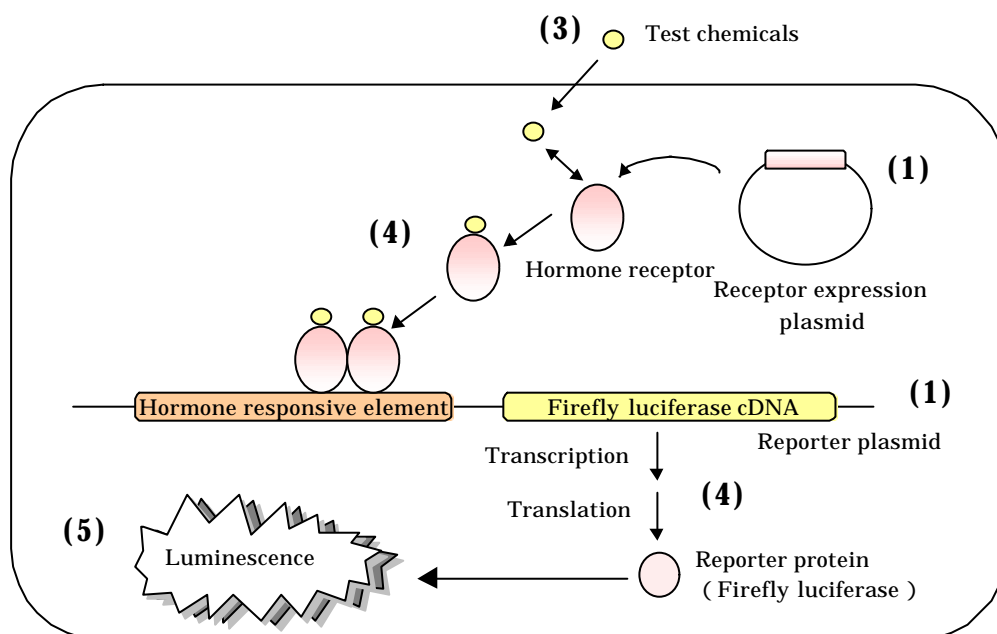 (3) Test chemicals
(1)
(4)
Hormone receptor
Receptor expression
plasmid
Hormone responsive element
Firefly luciferase cDNA
(1)
Reporter plasmid
Transcription
(4)
Translation
(5)
Luminescence
Reporter protein
( Firefly luciferase )